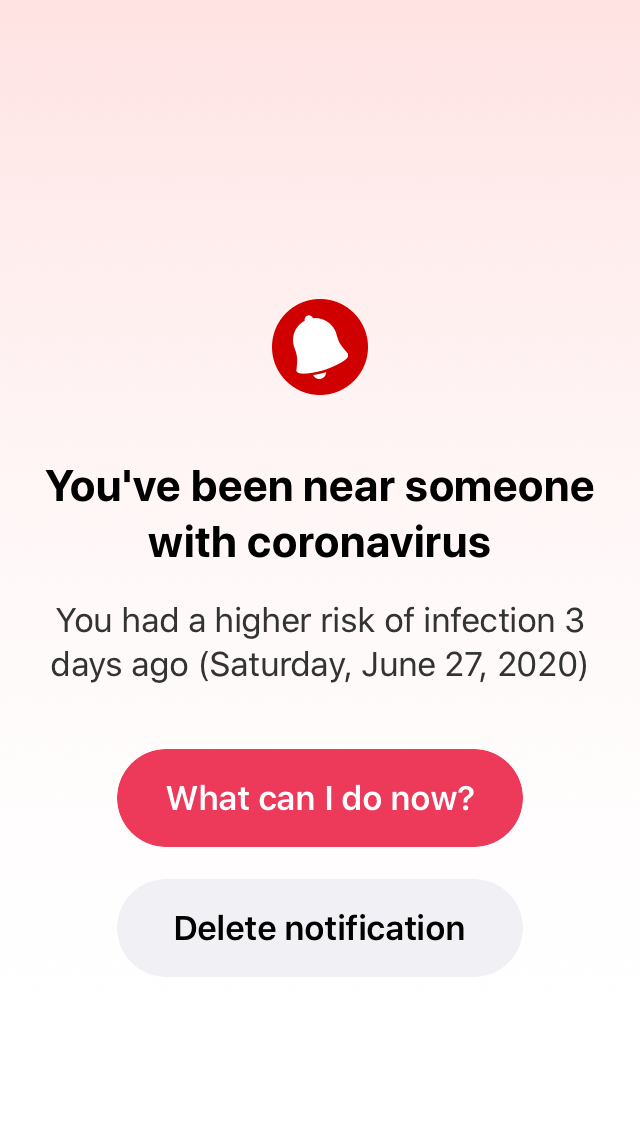 You've been near someone
with coronavirus
You had a higher risk of infection 3
days ago (Saturday, June 27, 2020)
What can I do now?
Delete notification